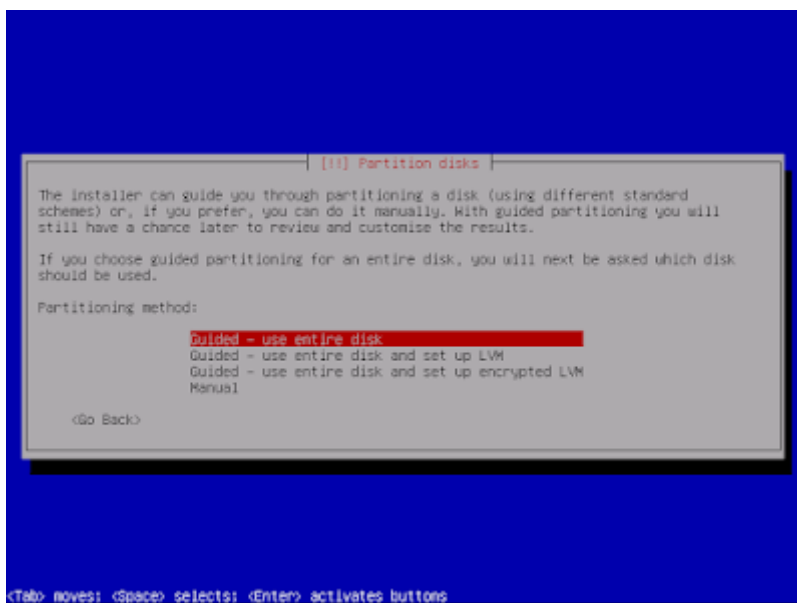 [!!] Partition disks
The installer can guide you through partitioning a disk (using different standard
schemes) or, if you prefer, you can do it manually. With guided partitioning you will
still have a chance later to review and customise the results.
If you choose guided partitioning for an entire disk, you will next be asked which disk
should be used.
Partitioning method:
Guided - use entire disk
Guided - use entire disk and set up LVM
Guided - use entire disk and set up encrypted LVM
Manual
<Go Back>
<Tab> moves; <Space> selects; <Enter> activates buttons